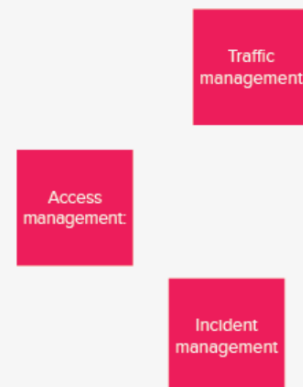 Traffic
management
Access
management:
Incident
management